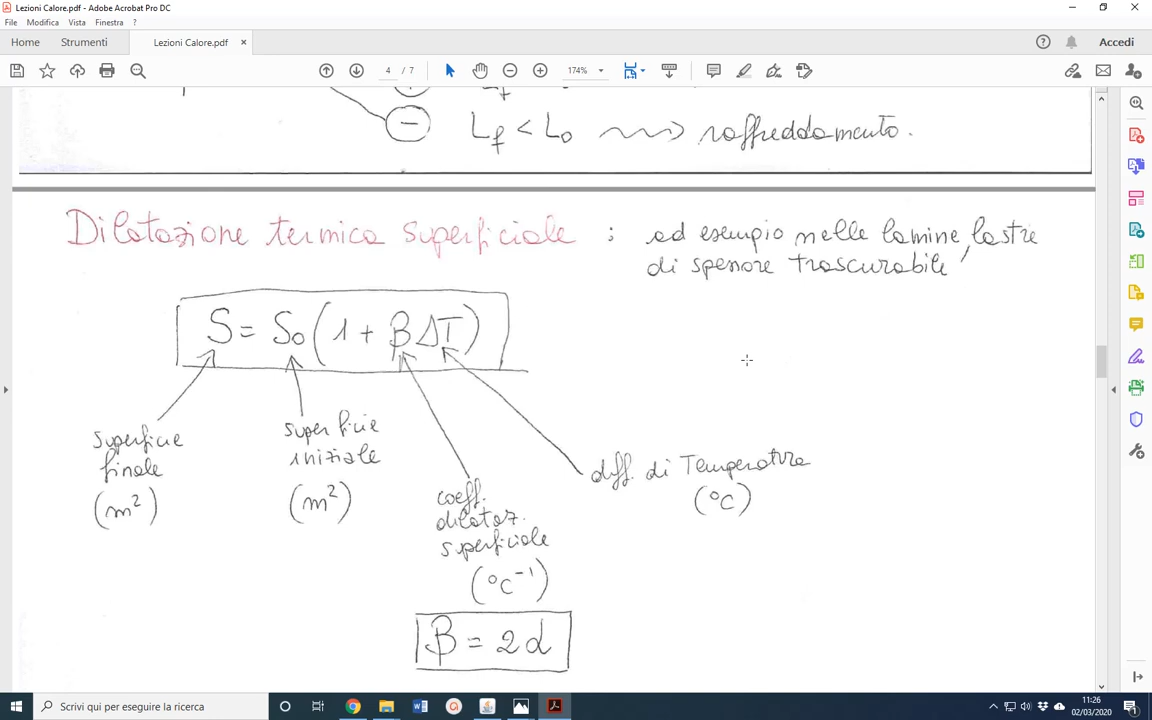 Lezioni Calore.pdf - Adobe Acrobat Pro DC
File Modifica Vista Finestra ?
Home Strumenti Lezioni Calore.pdf × Accedi
4 / 7 174%
Lf < Lo ⟿ raffreddamento.
Dilatazione termica superficiale : ad esempio nelle lamine, lastre
di spessore trascurabile
S = So (1 + β ΔT)
superficie
finale
(m²)
superficie
iniziale
(m²)
coeff.
dilataz.
superficiale
(°C⁻¹)
diff. di Temperatura
(°C)
β = 2α
Scrivi qui per eseguire la ricerca
11:26
02/03/2020